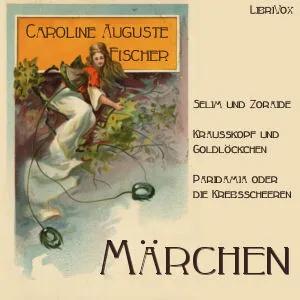 LibriVox
Caroline Auguste
Fischer
Selim und Zoraide
Krausskopf und
Goldlöckchen
Paridamia oder
die Krebsscheeren
Märchen